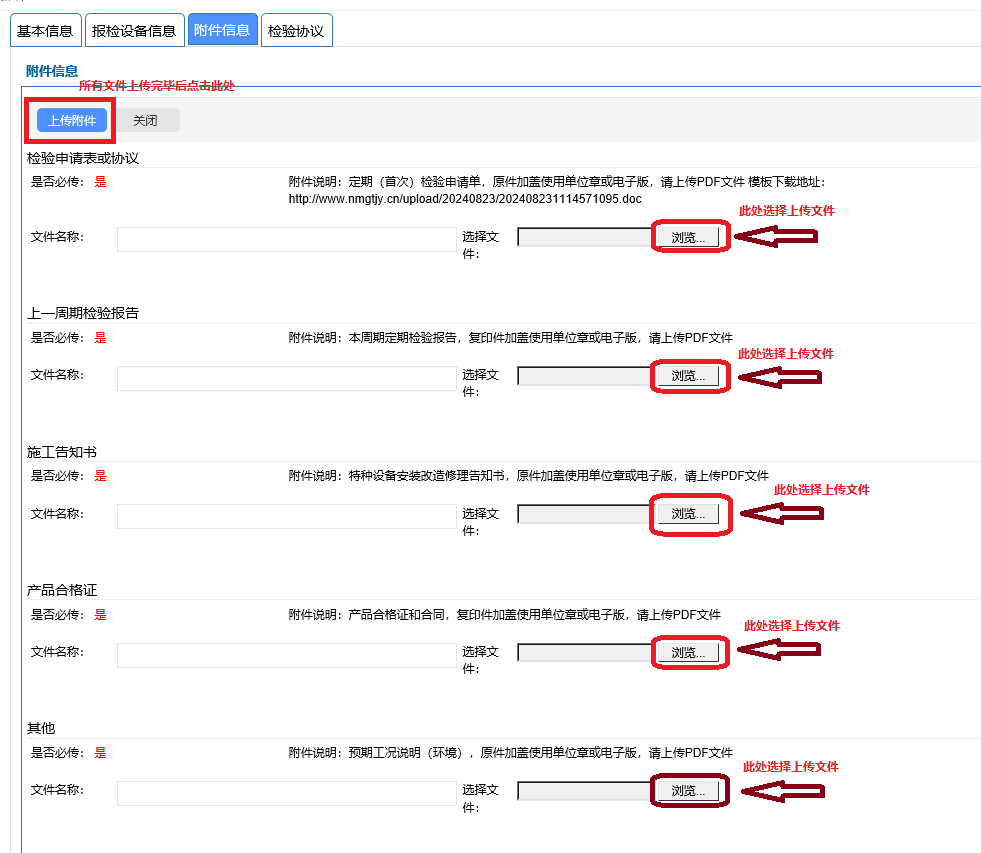 基本信息 报检设备信息 附件信息 检验协议
附件信息
所有文件上传完毕后点击此处
上传附件 关闭
检验申请表或协议
是否必传： 是 附件说明：定期（首次）检验申请单，原件加盖使用单位章或电子版，请上传PDF文件 模板下载地址：
http://www.nmgtjy.cn/upload/20240823/202408231114571095.doc
此处选择上传文件
文件名称： 选择文 浏览...
件：
上一周期检验报告
是否必传： 是 附件说明：本周期定期检验报告，复印件加盖使用单位章或电子版，请上传PDF文件
此处选择上传文件
文件名称： 选择文 浏览...
件：
施工告知书
是否必传： 是 附件说明：特种设备安装改造修理告知书，原件加盖使用单位章或电子版，请上传PDF文件
此处选择上传文件
文件名称： 选择文 浏览...
件：
产品合格证
是否必传： 是 附件说明：产品合格证和合同，复印件加盖使用单位章或电子版，请上传PDF文件
此处选择上传文件
文件名称： 选择文 浏览...
件：
其他
是否必传： 是 附件说明：预期工况说明（环境），原件加盖使用单位章或电子版，请上传PDF文件
此处选择上传文件
文件名称： 选择文 浏览...
件：